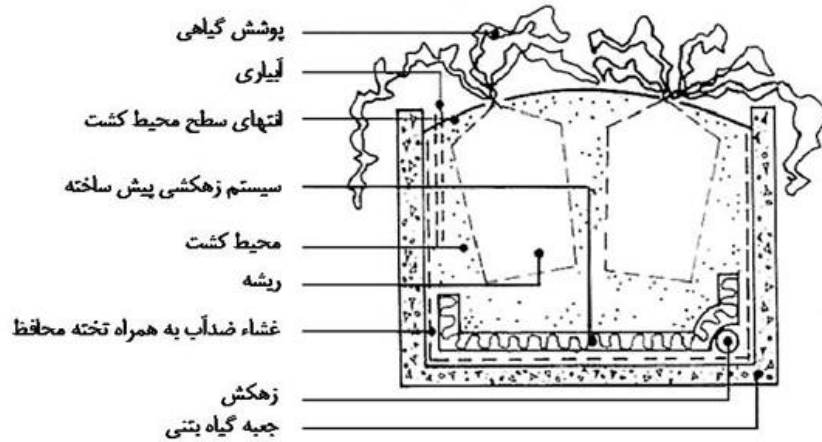 پوشش گیاهی
آبیاری
انتهای سطح محیط کشت
سیستم زهکشی پیش ساخته
محیط کشت
ریشه
غشاء ضدآب به همراه تخته محافظ
زهکش
جعبه گیاه بتنی